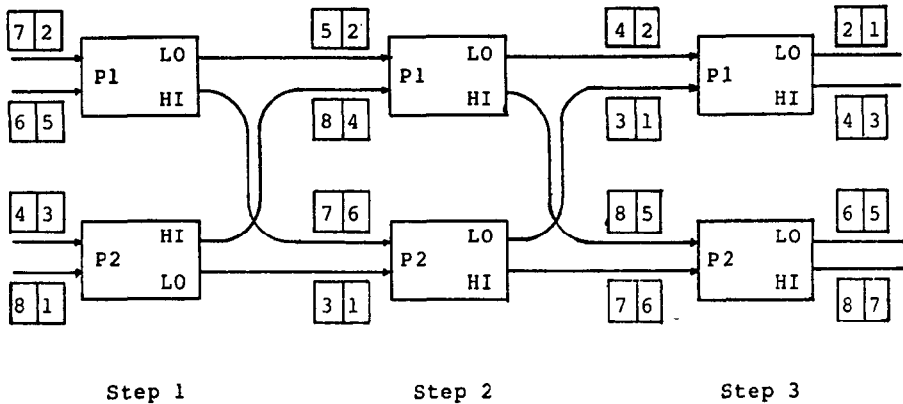 7 2 5 2 4 2 2 1
P1 LO P1 LO P1 LO
HI HI HI
6 5 8 4 3 1 4 3
4 3 7 6 8 5 6 5
P2 HI P2 LO P2 LO
LO HI HI
8 1 3 1 7 6 8 7
Step 1 Step 2 Step 3